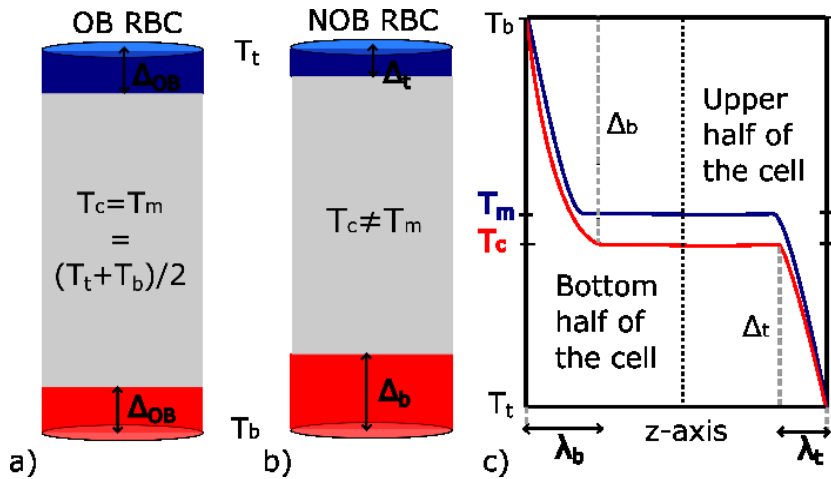 OB RBC
Δ_OB
T_c=T_m
=
(T_t+T_b)/2
Δ_OB
a)
NOB RBC
T_t
Δ_t
T_c≠T_m
Δ_b
T_b
b)
T_b
Δ_b
Upper
half of
the cell
T_m
T_c
Bottom
half of
the cell
Δ_t
T_t
z-axis
λ_b
λ_t
c)